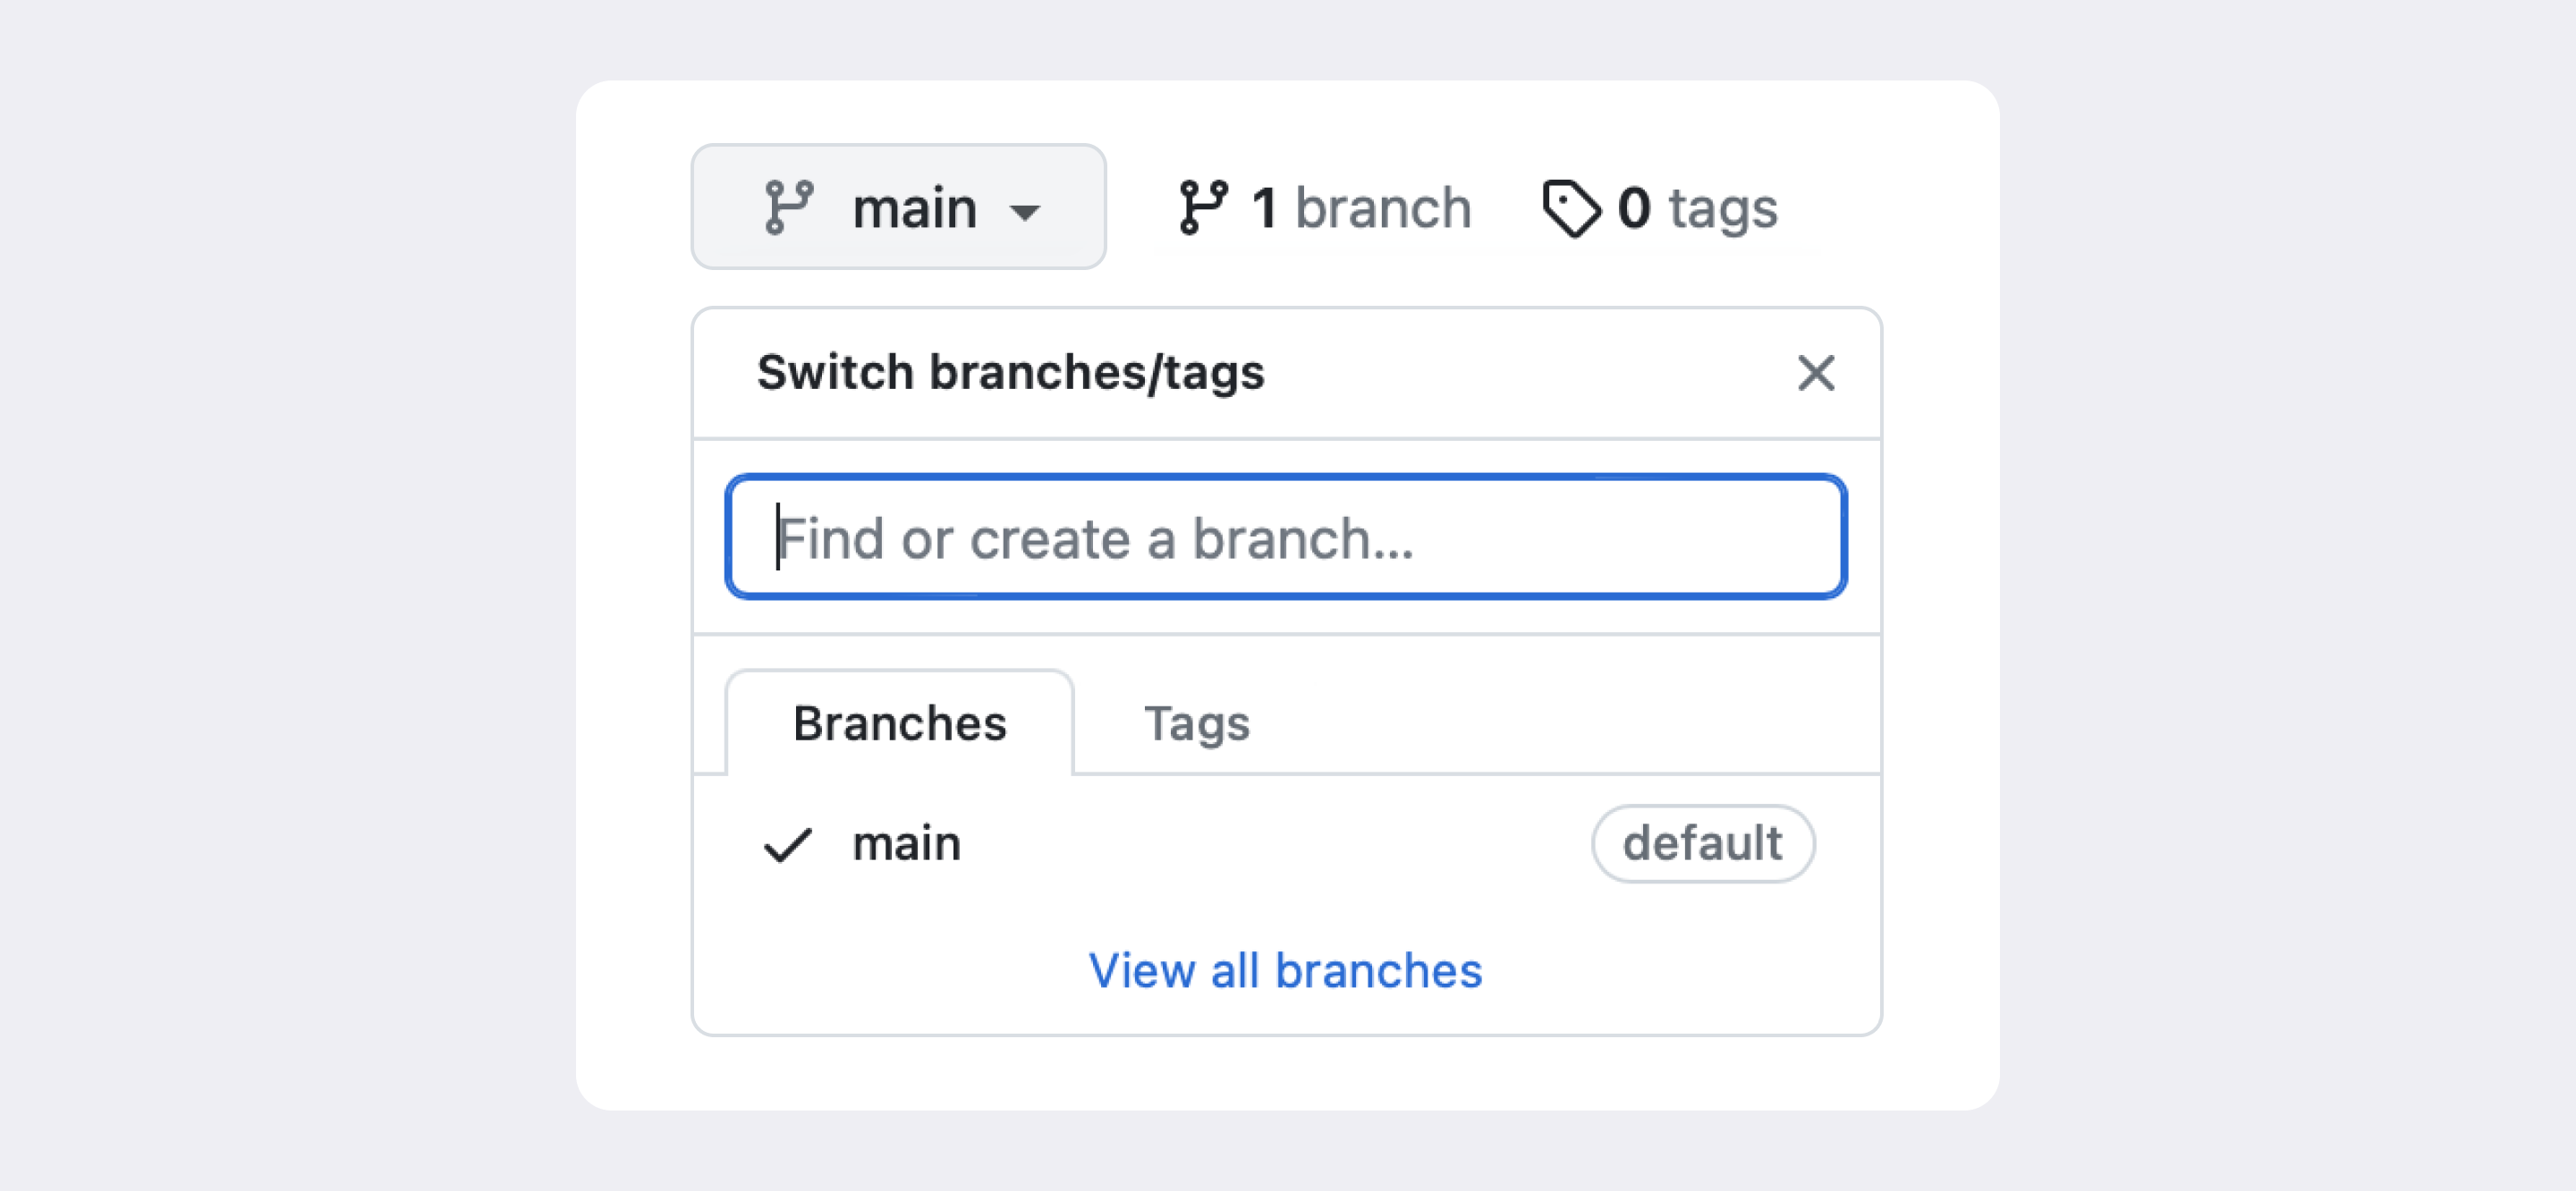 main 1 branch 0 tags
Switch branches/tags
Find or create a branch...
Branches Tags
main default
View all branches